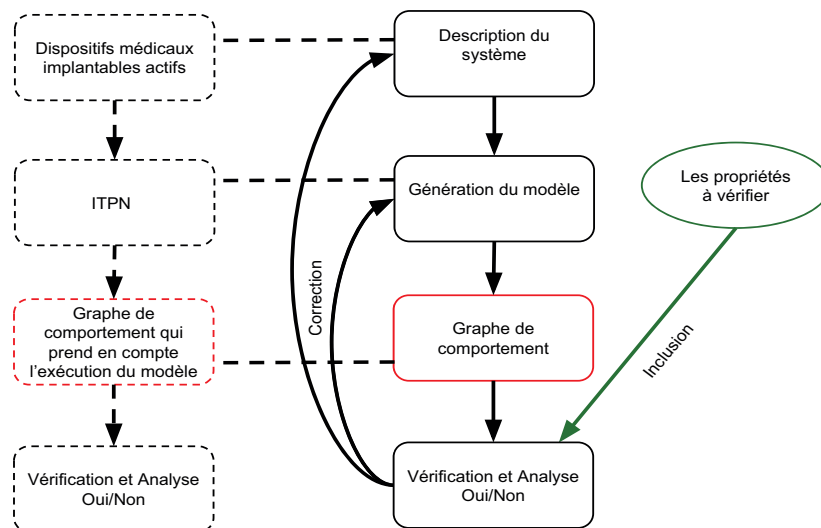 Dispositifs médicaux
implantables actifs
Description du
système
ITPN
Génération du modèle
Les propriétés
à vérifier
Correction
Inclusion
Graphe de
comportement qui
prend en compte
l'exécution du modèle
Graphe de
comportement
Vérification et Analyse
Oui/Non
Vérification et Analyse
Oui/Non